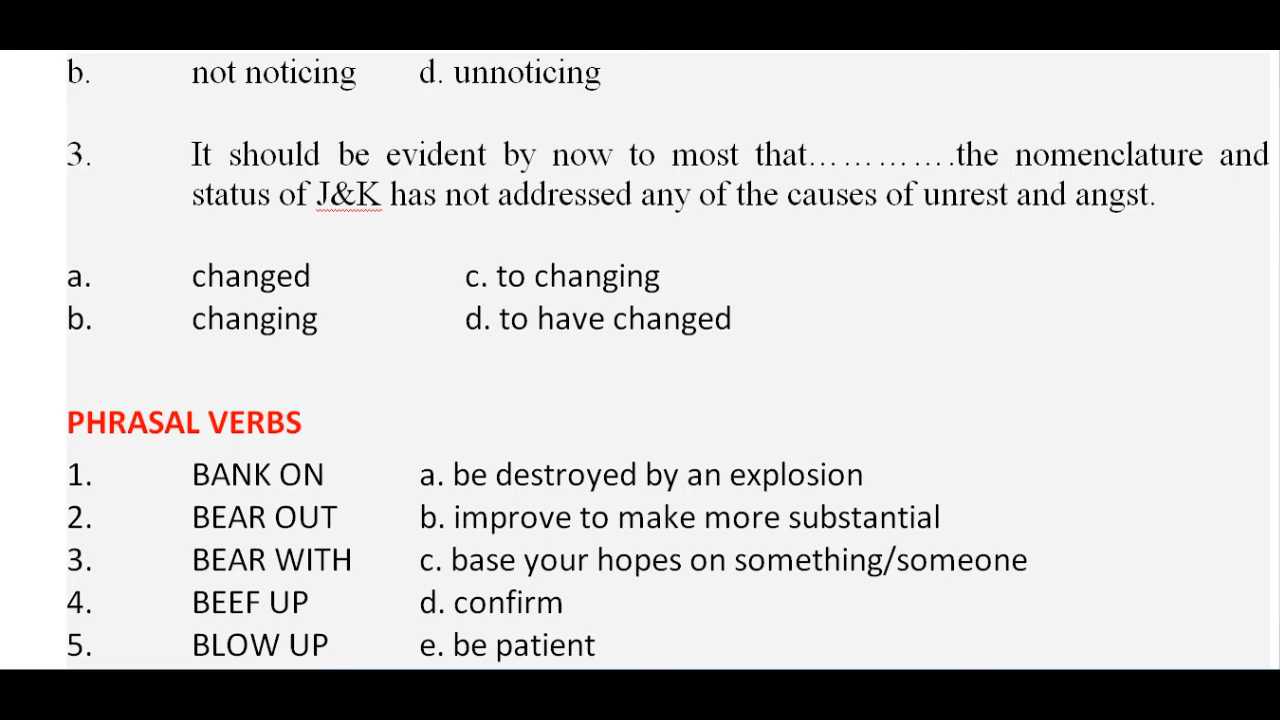 b. not noticing d. unnoticing
3. It should be evident by now to most that.............the nomenclature and
status of J&K has not addressed any of the causes of unrest and angst.
a. changed c. to changing
b. changing d. to have changed
PHRASAL VERBS
1. BANK ON a. be destroyed by an explosion
2. BEAR OUT b. improve to make more substantial
3. BEAR WITH c. base your hopes on something/someone
4. BEEF UP d. confirm
5. BLOW UP e. be patient